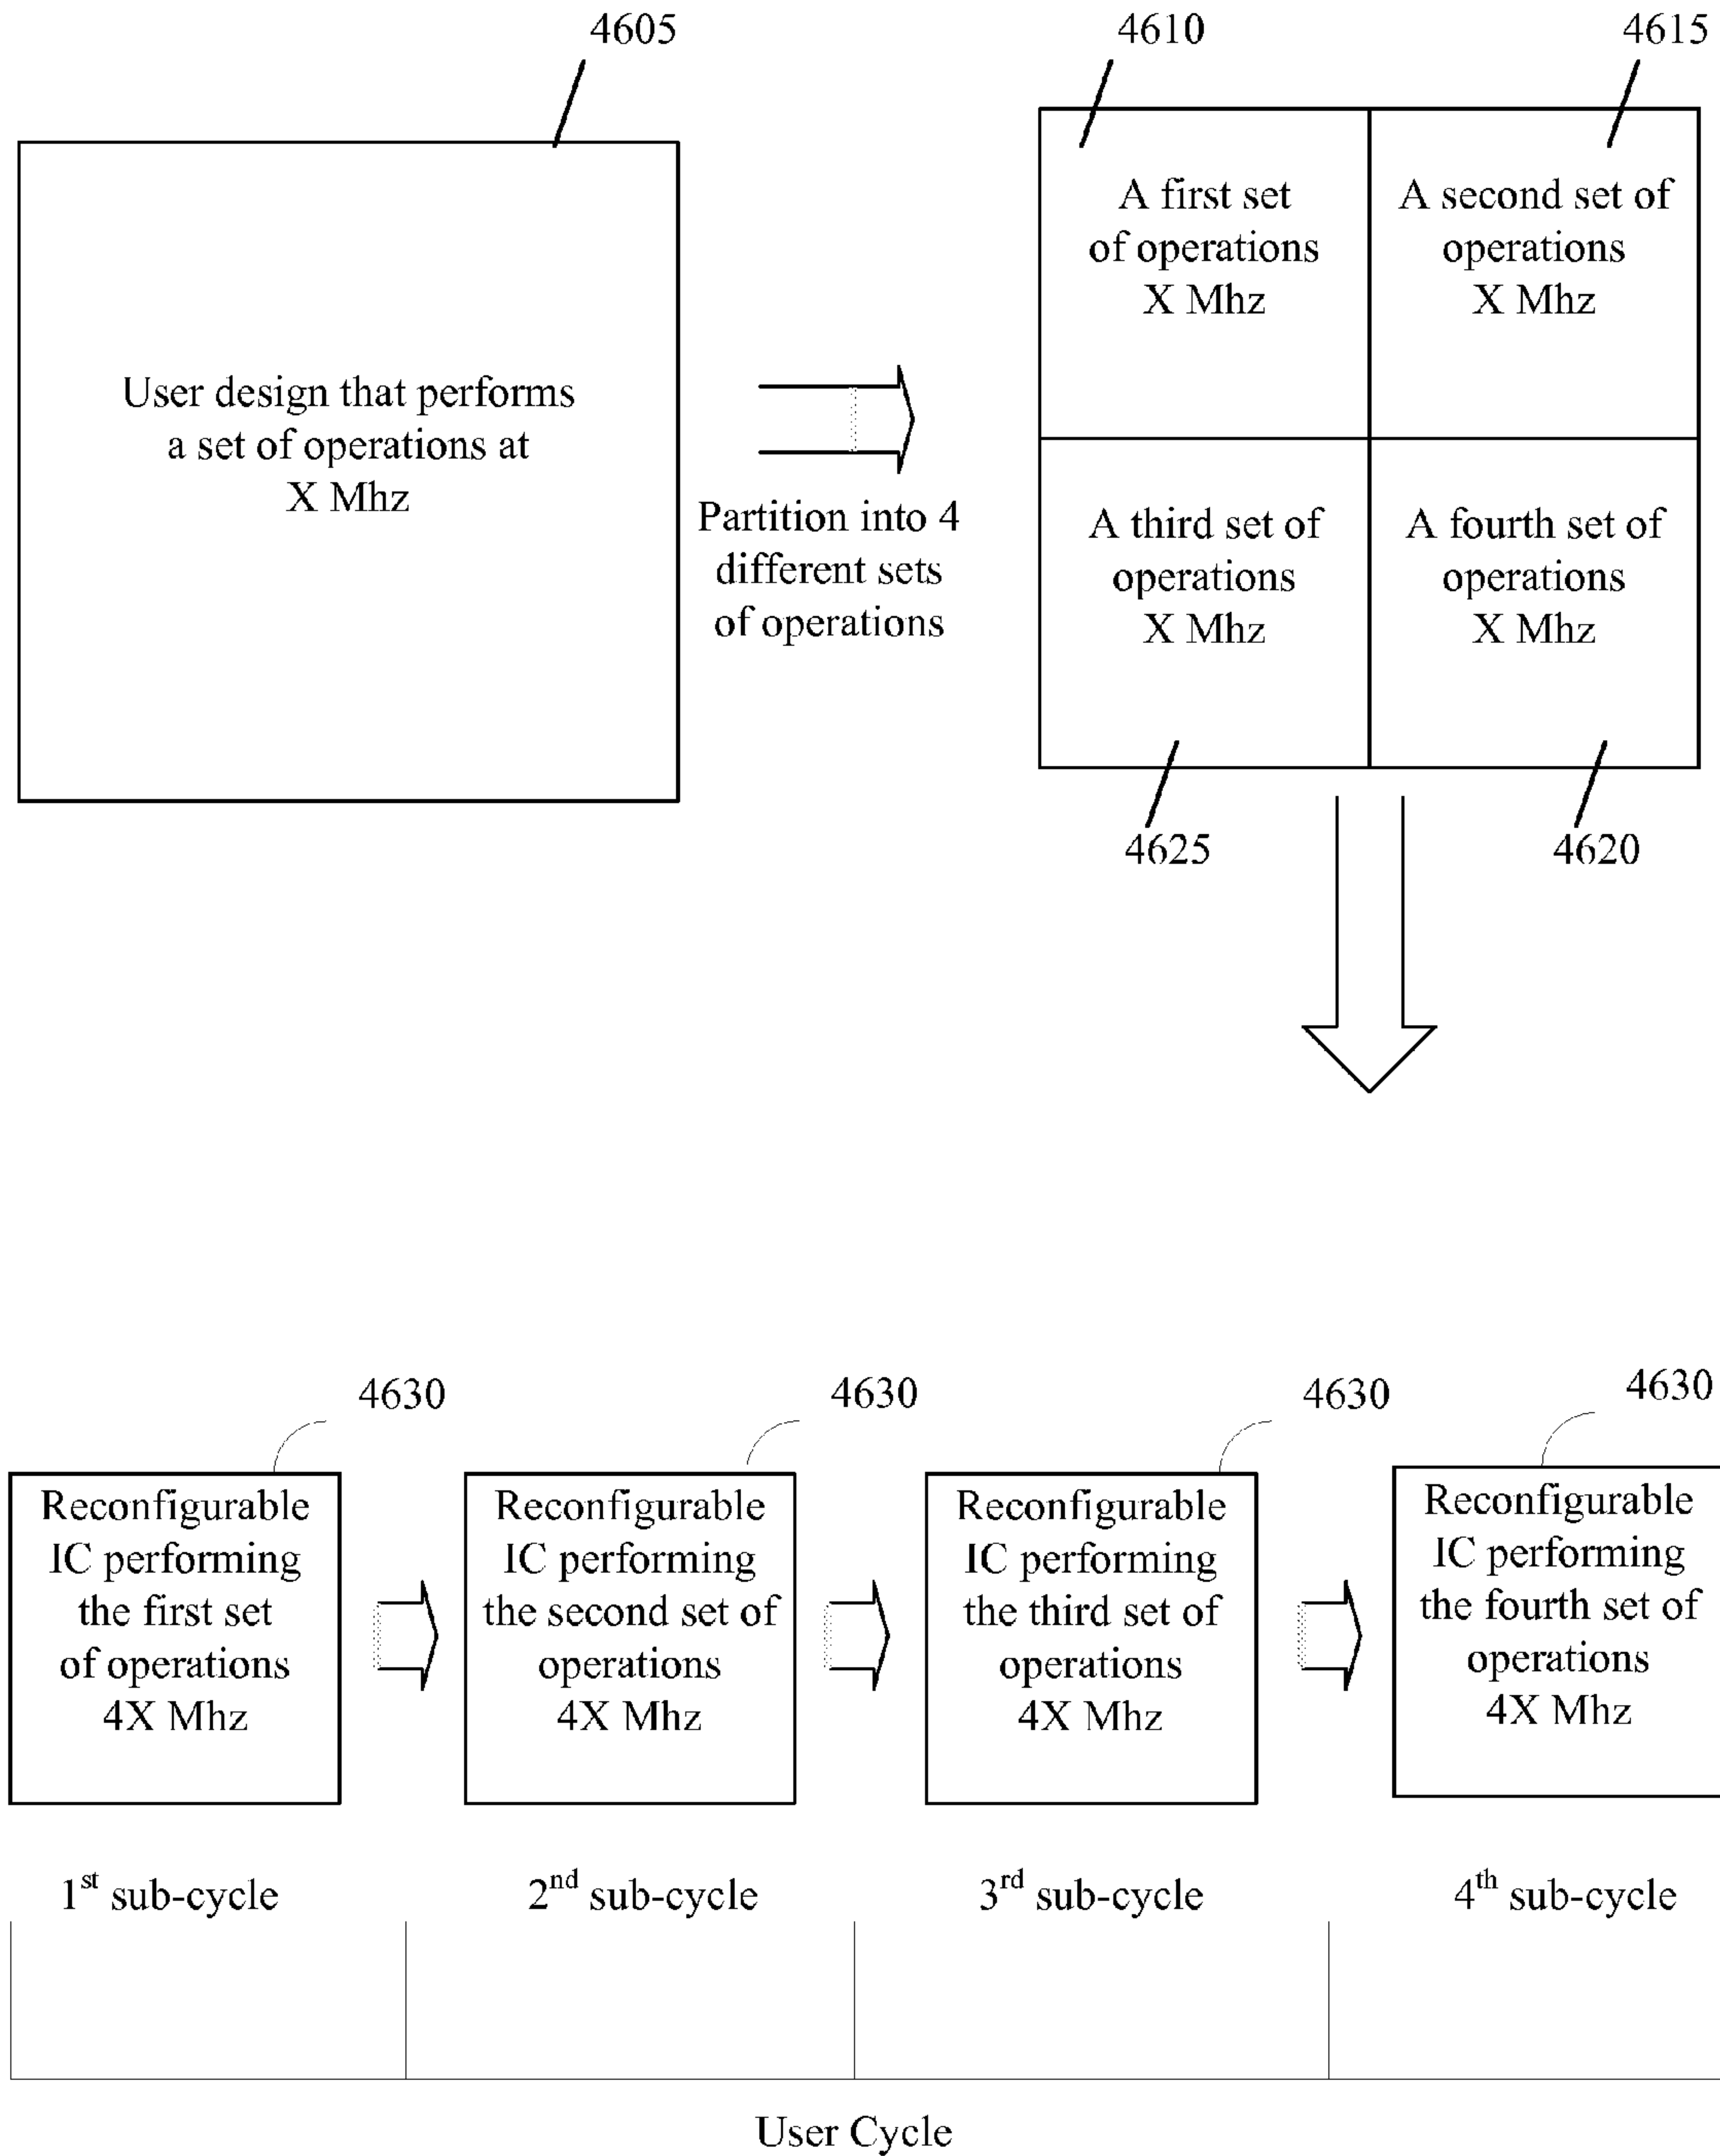 4605
4610
4615
User design that performs
a set of operations at
X Mhz
Partition into 4
different sets
of operations
A first set
of operations
X Mhz
A second set of
operations
X Mhz
A third set of
operations
X Mhz
A fourth set of
operations
X Mhz
4625
4620
4630
4630
4630
4630
Reconfigurable
IC performing
the first set
of operations
4X Mhz
Reconfigurable
IC performing
the second set of
operations
4X Mhz
Reconfigurable
IC performing
the third set of
operations
4X Mhz
Reconfigurable
IC performing
the fourth set of
operations
4X Mhz
1st sub-cycle
2nd sub-cycle
3rd sub-cycle
4th sub-cycle
User Cycle